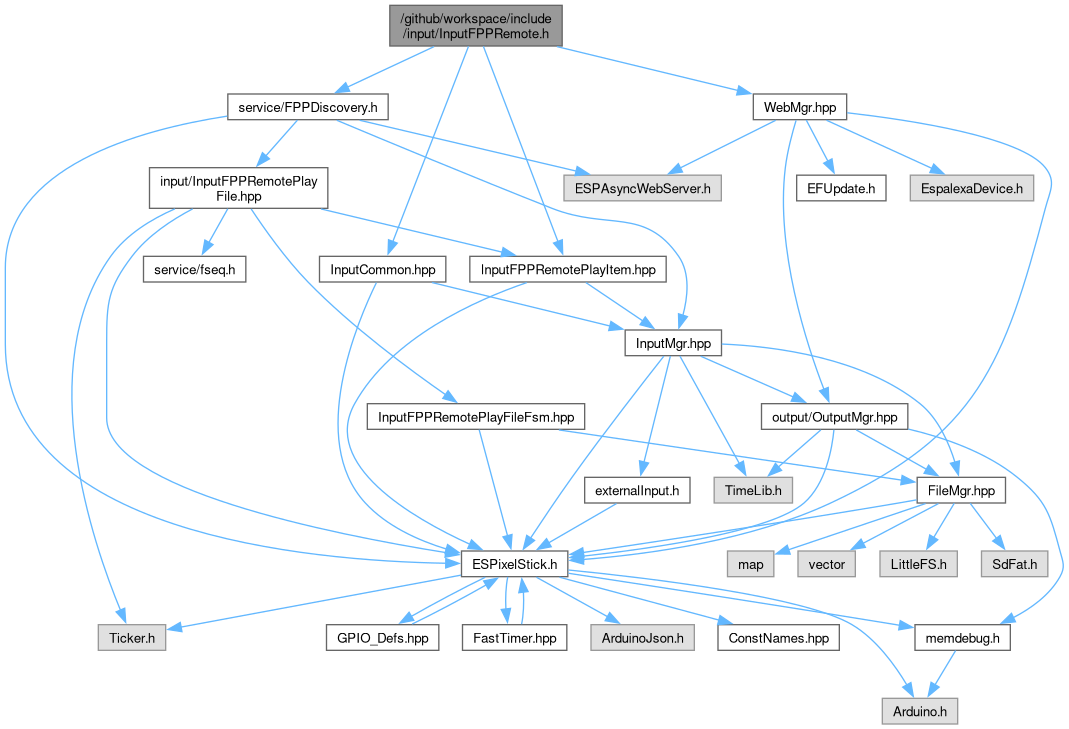 /github/workspace/include
/input/InputFPPRemote.h
service/FPPDiscovery.h
WebMgr.hpp
input/InputFPPRemotePlay
File.hpp
ESPAsyncWebServer.h
EFUpdate.h
EspalexaDevice.h
service/fseq.h
InputCommon.hpp
InputFPPRemotePlayItem.hpp
InputMgr.hpp
InputFPPRemotePlayFileFsm.hpp
output/OutputMgr.hpp
externalInput.h
TimeLib.h
FileMgr.hpp
ESPixelStick.h
map
vector
LittleFS.h
SdFat.h
Ticker.h
GPIO_Defs.hpp
FastTimer.hpp
ArduinoJson.h
ConstNames.hpp
memdebug.h
Arduino.h